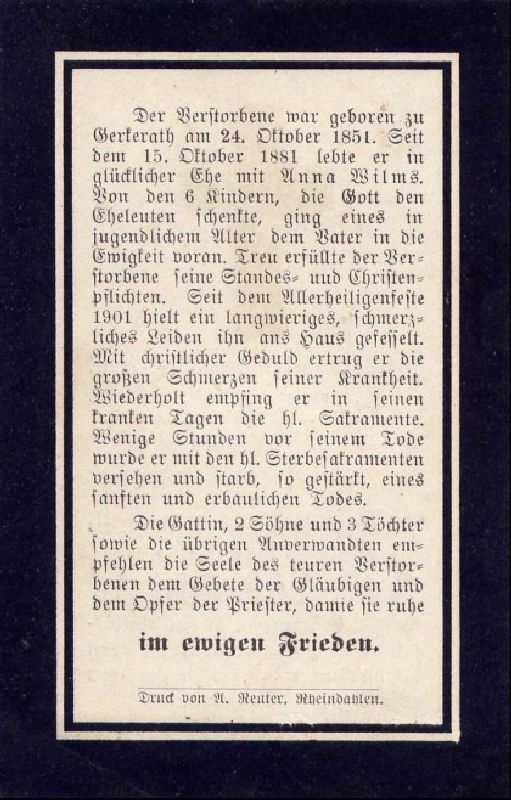 Der Verstorbene war geboren zu
Gerkerath am 24. Oktober 1851. Seit
dem 15. Oktober 1881 lebte er in
glücklicher Ehe mit Anna Wilms.
Von den 6 Kindern, die Gott den
Eheleuten schenkte, ging eines in
jugendlichem Alter dem Vater in die
Ewigkeit voran. Treu erfüllte der Ver-
storbene seine Standes- und Christen-
pflichten. Seit dem Allerheiligenfeste
1901 hielt ein langwieriges, schmerz-
liches Leiden ihn ans Haus gefesselt.
Mit christlicher Geduld ertrug er die
großen Schmerzen seiner Krankheit.
Wiederholt empfing er in seinen
kranken Tagen die hl. Sakramente.
Wenige Stunden vor seinem Tode
wurde er mit den hl. Sterbesakramenten
versehen und starb, so gestärkt, eines
sanften und erbaulichen Todes.
Die Gattin, 2 Söhne und 3 Töchter
sowie die übrigen Anverwandten em-
pfehlen die Seele des teuren Verstor-
benen dem Gebete der Gläubigen und
dem Opfer der Priester, damie sie ruhe
im ewigen Frieden.
Druck von A. Reuter, Rheindahlen.